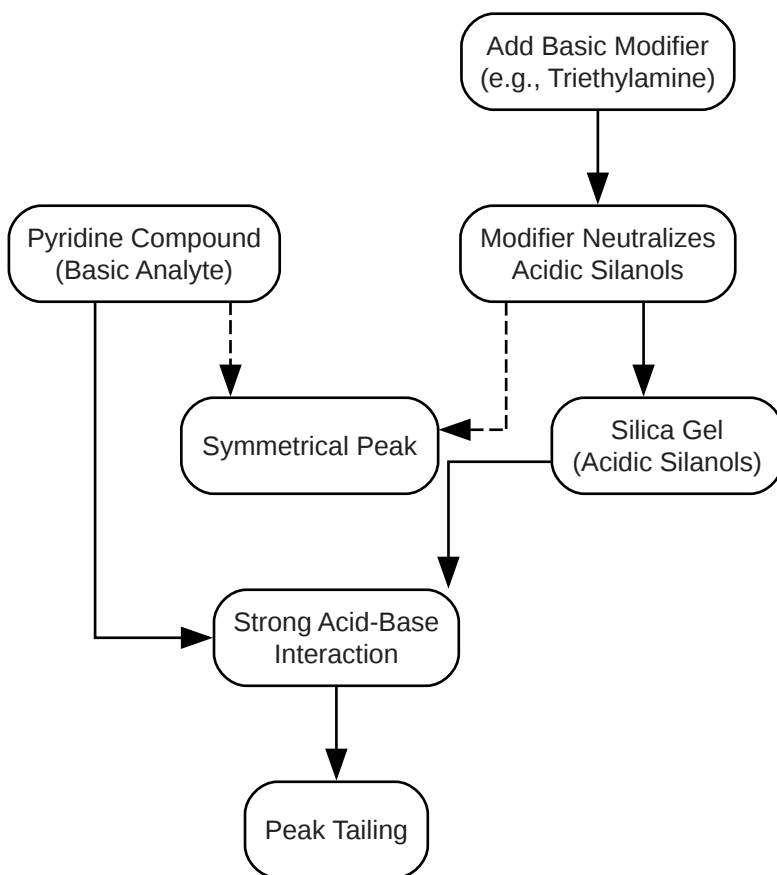 Add Basic Modifier
(e.g., Triethylamine)
Pyridine Compound
(Basic Analyte)
Modifier Neutralizes
Acidic Silanols
Symmetrical Peak
Silica Gel
(Acidic Silanols)
Strong Acid-Base
Interaction
Peak Tailing